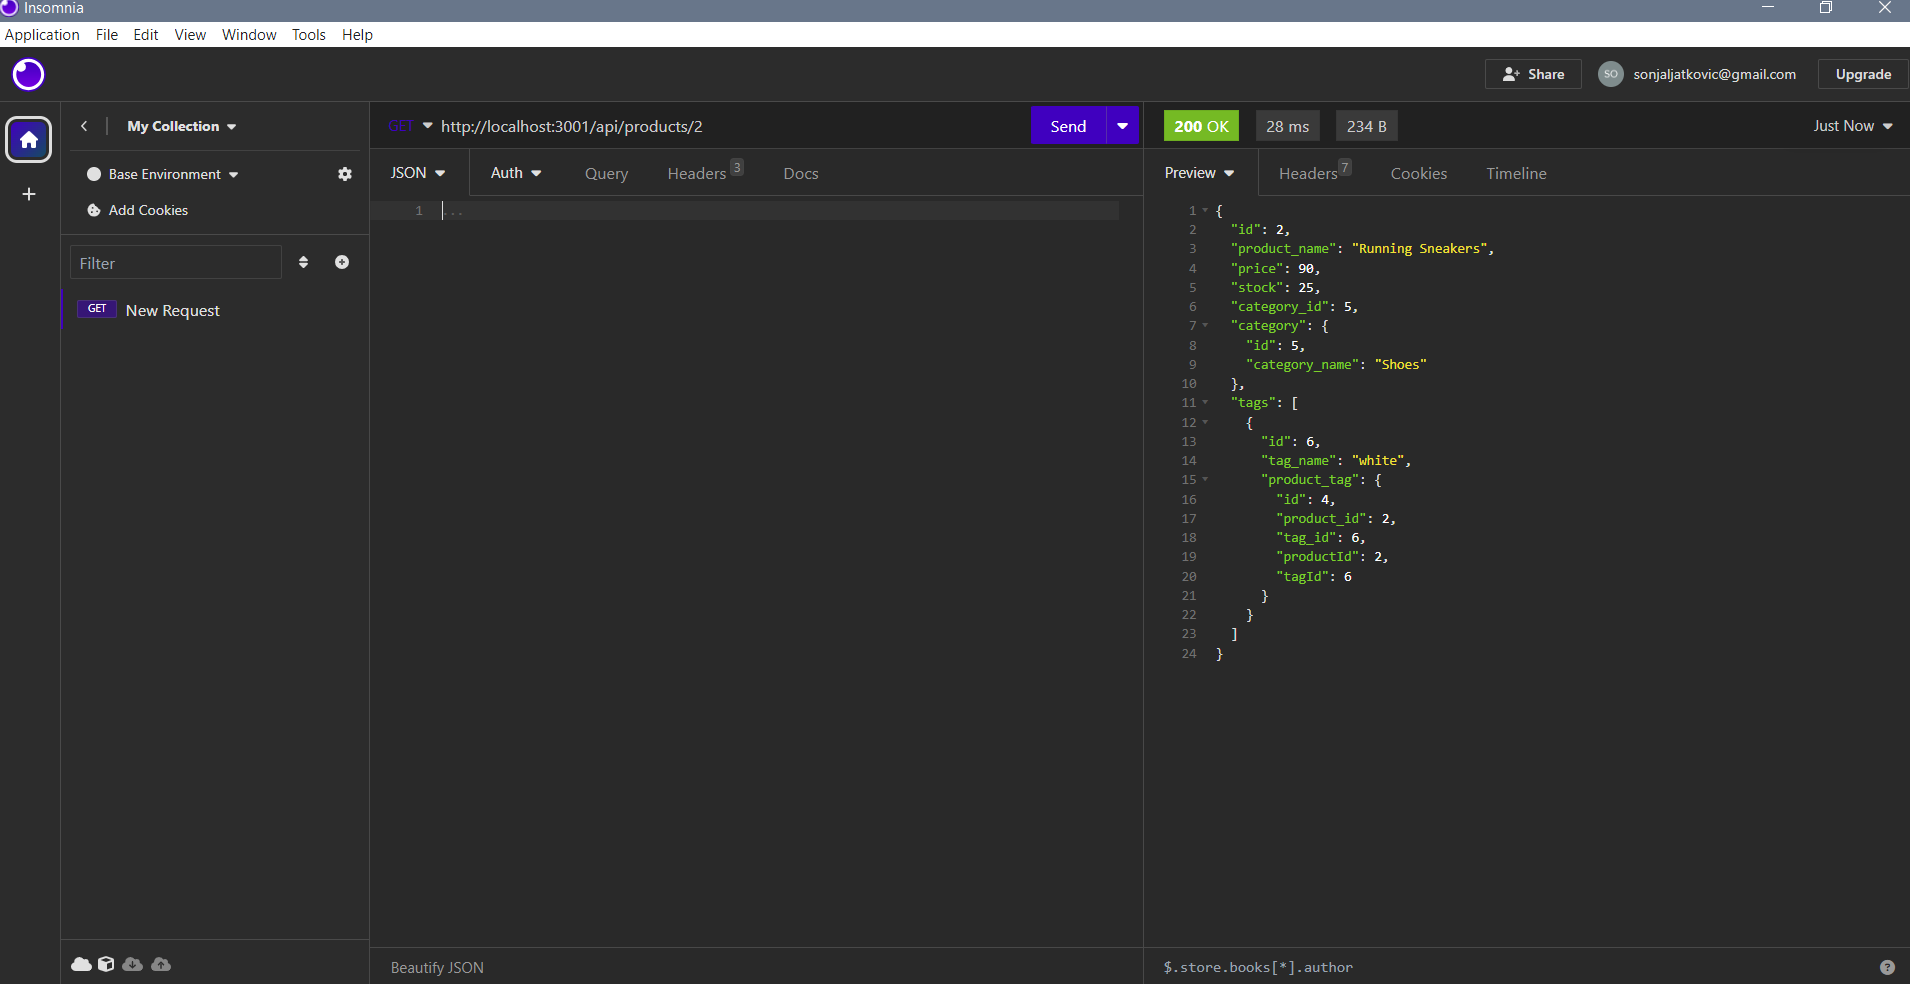 Insomnia
Application File Edit View Window Tools Help
Share SO sonjaljatkovic@gmail.com Upgrade
My Collection
Base Environment
Add Cookies
Filter
GET New Request
GET http://localhost:3001/api/products/2 Send
JSON Auth Query Headers 3 Docs
1 ...
Beautify JSON
200 OK 28 ms 234 B Just Now
Preview Headers 7 Cookies Timeline
1 {
2 "id": 2,
3 "product_name": "Running Sneakers",
4 "price": 90,
5 "stock": 25,
6 "category_id": 5,
7 "category": {
8 "id": 5,
9 "category_name": "Shoes"
10 },
11 "tags": [
12 {
13 "id": 6,
14 "tag_name": "white",
15 "product_tag": {
16 "id": 4,
17 "product_id": 2,
18 "tag_id": 6,
19 "productId": 2,
20 "tagId": 6
21 }
22 }
23 ]
24 }
$.store.books[*].author ?